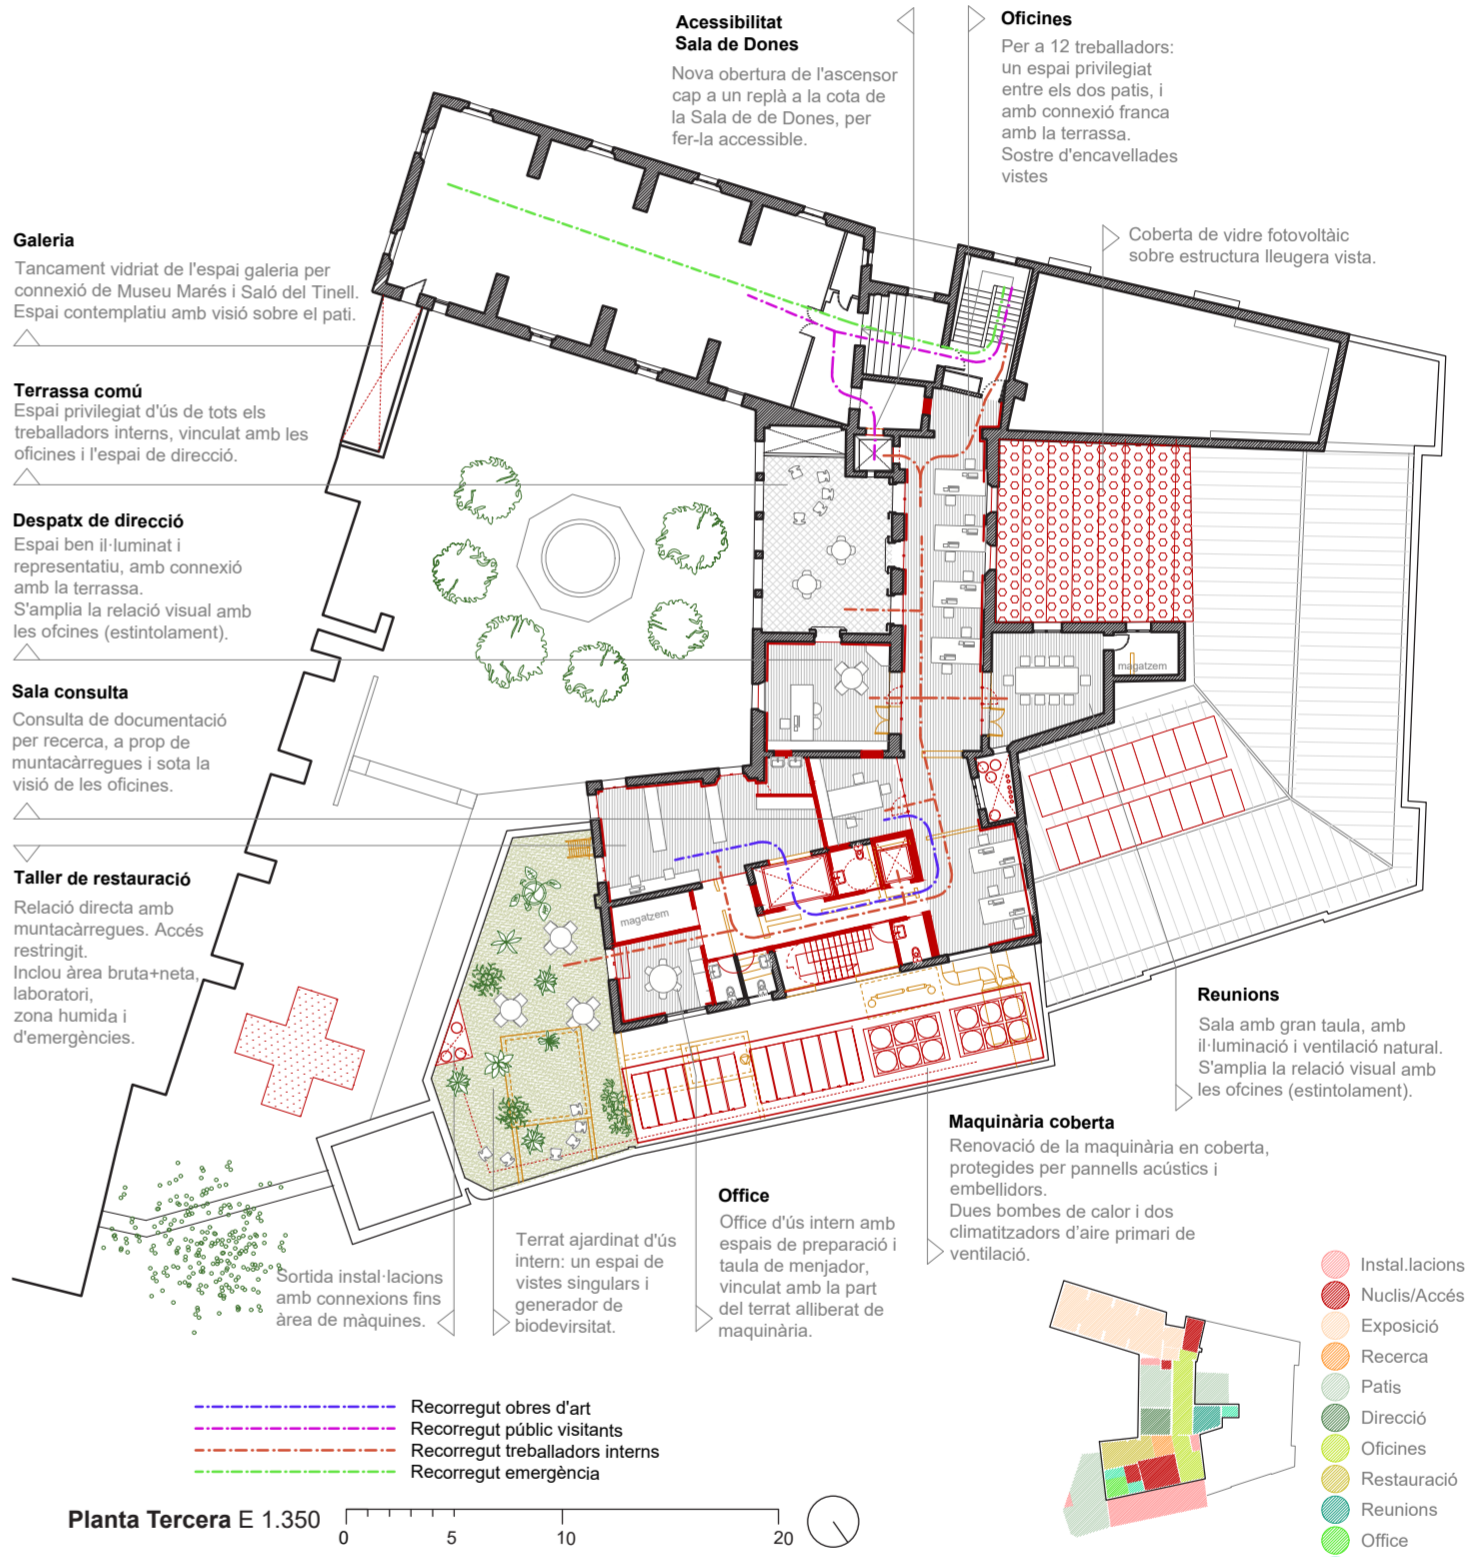 Acessibilitat
Sala de Dones
Nova obertura de l'ascensor
cap a un replà a la cota de
la Sala de de Dones, per
fer-la accessible.
Oficines
Per a 12 treballadors:
un espai privilegiat
entre els dos patis, i
amb connexió franca
amb la terrassa.
Sostre d'encavellades
vistes
Coberta de vidre fotovoltàic
sobre estructura lleugera vista.
Galeria
Tancament vidriat de l'espai galeria per
connexió de Museu Marés i Saló del Tinell.
Espai contemplatiu amb visió sobre el pati.
Terrassa comú
Espai privilegiat d'ús de tots els
treballadors interns, vinculat amb les
oficines i l'espai de direcció.
Despatx de direcció
Espai ben il·luminat i
representatiu, amb connexió
amb la terrassa.
S'amplia la relació visual amb
les ofcines (estintolament).
Sala consulta
Consulta de documentació
per recerca, a prop de
muntacàrregues i sota la
visió de les oficines.
Taller de restauració
Relació directa amb
muntacàrregues. Accés
restringit.
Inclou àrea bruta+neta,
laboratori,
zona humida i
d'emergències.
magatzem
magatzem
Reunions
Sala amb gran taula, amb
il·luminació i ventilació natural.
S'amplia la relació visual amb
les ofcines (estintolament).
Maquinària coberta
Renovació de la maquinària en coberta,
protegides per pannells acústics i
embellidors.
Dues bombes de calor i dos
climatitzadors d'aire primari de
ventilació.
Office
Office d'ús intern amb
espais de preparació i
taula de menjador,
vinculat amb la part
del terrat alliberat de
maquinària.
Terrat ajardinat d'ús
intern: un espai de
vistes singulars i
generador de
biodevirsitat.
Sortida instal·lacions
amb connexions fins
àrea de màquines.
Instal.lacions
Nuclis/Accés
Exposició
Recerca
Patis
Direcció
Oficines
Restauració
Reunions
Office
Recorregut obres d'art
Recorregut públic visitants
Recorregut treballadors interns
Recorregut emergència
Planta Tercera E 1.350
0 5 10 20